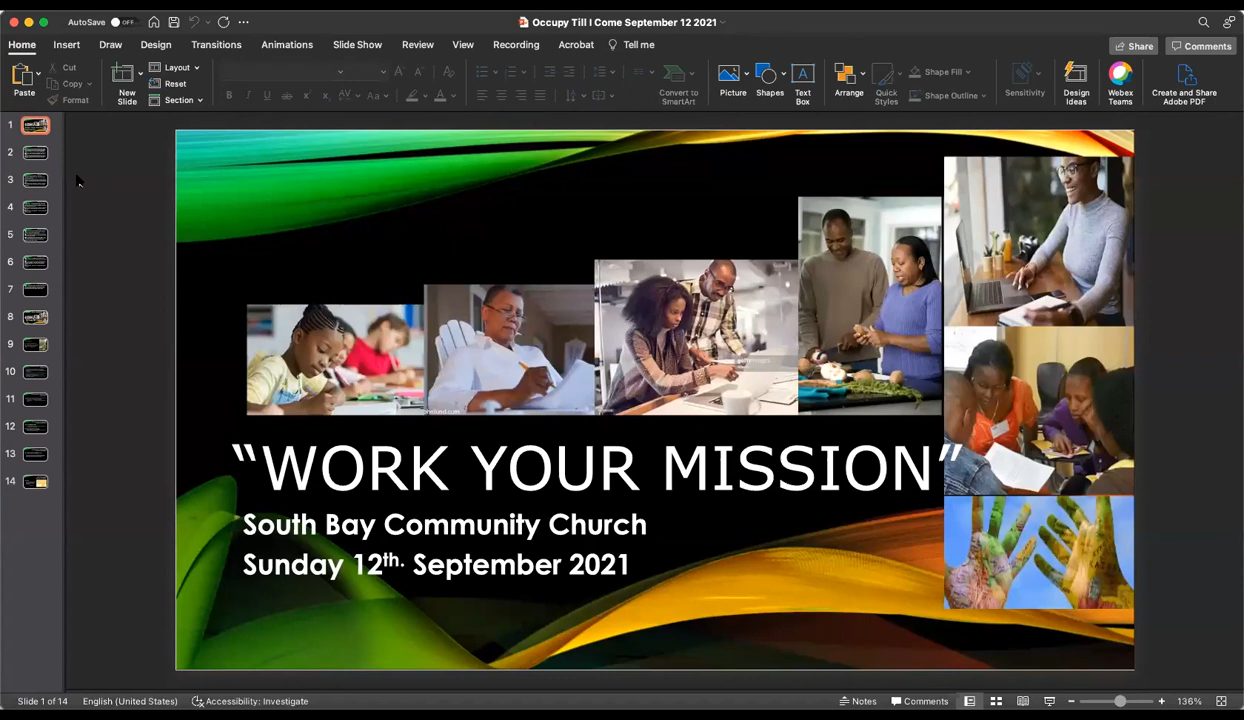 AutoSave OFF
Occupy Till I Come September 12 2021
Home Insert Draw Design Transitions Animations Slide Show Review View Recording Acrobat Tell me
Share Comments
Paste
Cut
Copy
Format
New Slide
Layout
Reset
Section
Convert to SmartArt
Picture
Shapes
Text Box
Arrange
Quick Styles
Shape Fill
Shape Outline
Sensitivity
Design Ideas
Webex Teams
Create and Share Adobe PDF
1
2
3
4
5
6
7
8
9
10
11
12
13
14
“WORK YOUR MISSION”
South Bay Community Church
Sunday 12th. September 2021
Slide 1 of 14 English (United States) Accessibility: Investigate Notes Comments 136%